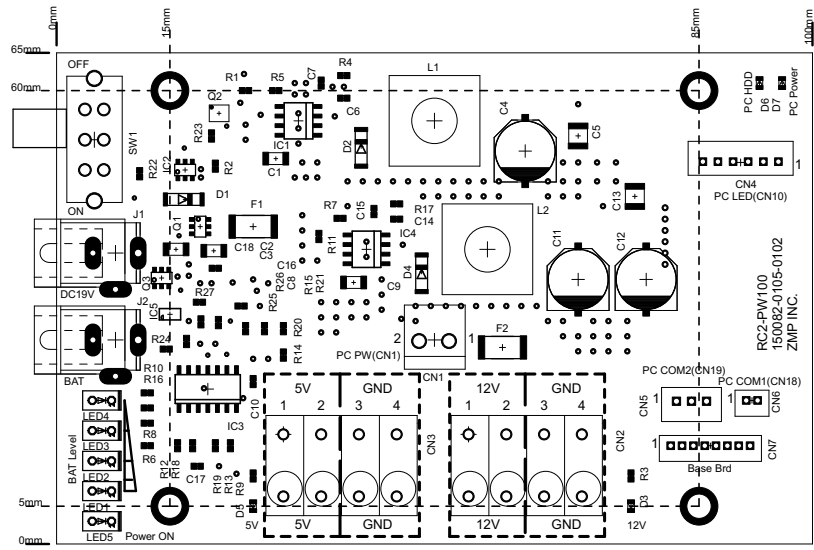 0mm
15mm
85mm
100mm
65mm
60mm
OFF
SW1
ON
R1
R5
C7
R4
L1
C4
Q2
C6
R23
IC1
D2
C5
PC HDD
D6
D7
PC Power
R22
IC2
R2
C1
CN4
1
PC LED(CN10)
D1
J1
Q1
F1
R7
C15
R17
C14
L2
C13
C18
C2
C3
R11
IC4
C11
C12
DC19V
Q3
C16
C8
R26
R15
R21
C9
D4
R27
R25
J2
IC5
R24
R20
R14
2
1
PC PW(CN1)
CN1
F2
RC2-PW100
150082-0105-0102
ZMP INC.
BAT
R10
R16
IC3
C10
5V
GND
12V
GND
PC COM2(CN19)
PC COM1(CN18)
CN5
1
1
CN6
1
2
3
4
1
2
3
4
CN3
CN2
LED4
R8
LED3
R6
BAT Level
LED2
LED1
LED5
Power ON
R12
R18
C17
R19
R13
R9
D5
5V
5V
GND
12V
GND
12V
R3
D3
1
CN7
Base Brd
5mm
0mm